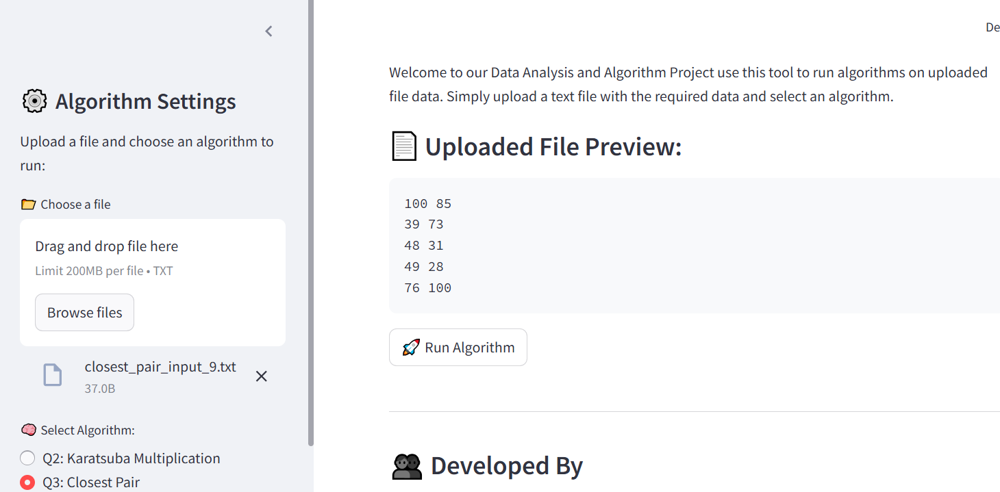 Algorithm Settings
Upload a file and choose an algorithm to
run:
Choose a file
Drag and drop file here
Limit 200MB per file • TXT
Browse files
closest_pair_input_9.txt
37.0B
Select Algorithm:
Q2: Karatsuba Multiplication
Q3: Closest Pair
De
Welcome to our Data Analysis and Algorithm Project use this tool to run algorithms on uploaded
file data. Simply upload a text file with the required data and select an algorithm.
Uploaded File Preview:
100 85
39 73
48 31
49 28
76 100
Run Algorithm
Developed By